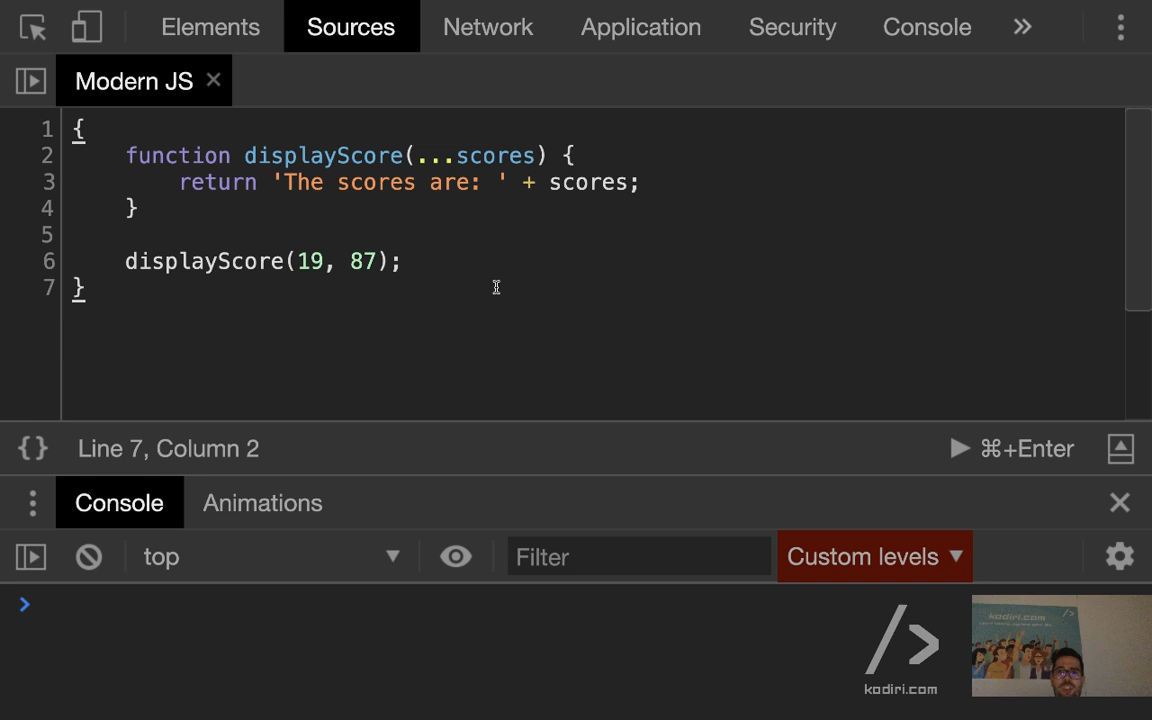 Elements Sources Network Application Security Console »
Modern JS ×
1 {
2     function displayScore(...scores) {
3         return 'The scores are: ' + scores;
4     }
5
6     displayScore(19, 87);
7 }
{} Line 7, Column 2 ⌘+Enter
Console Animations
top Filter Custom levels
>
/>
kodiri.com
kodiri.com